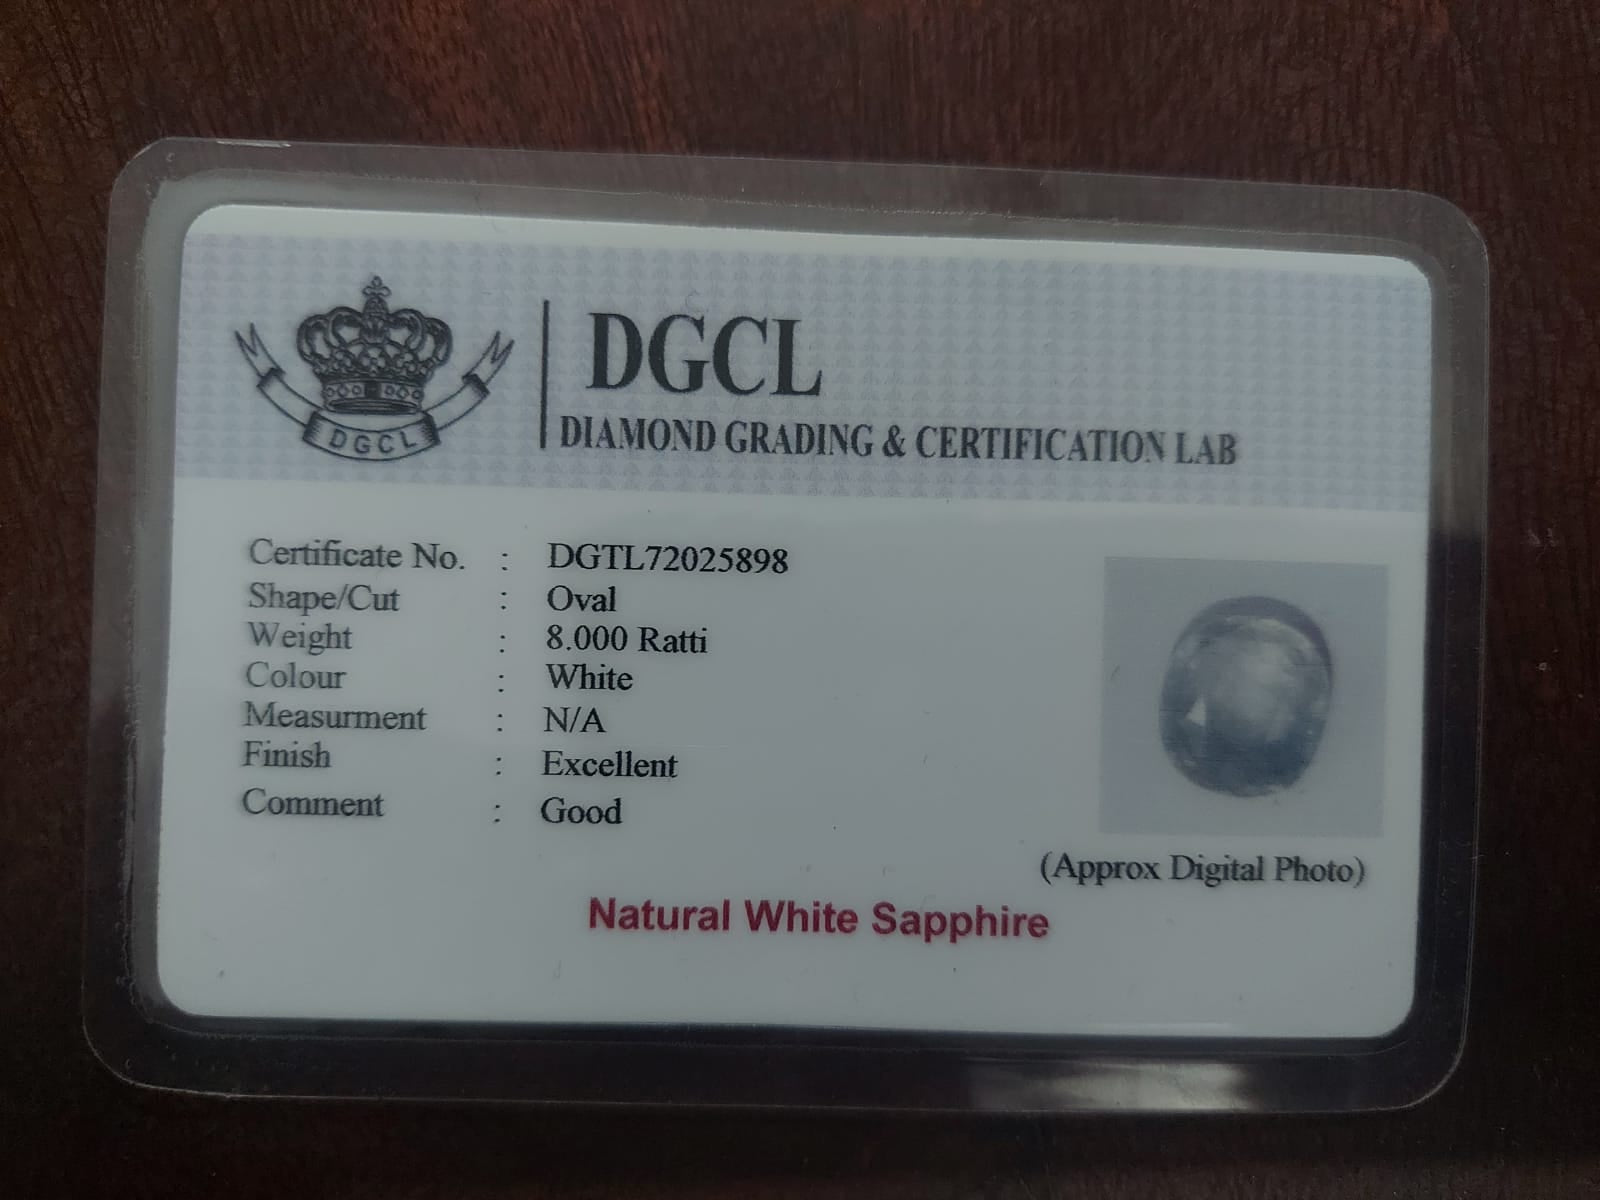 DGCL
DGCL
DIAMOND GRADING & CERTIFICATION LAB
Certificate No. : DGTL72025898
Shape/Cut : Oval
Weight : 8.000 Ratti
Colour : White
Measurment : N/A
Finish : Excellent
Comment : Good
(Approx Digital Photo)
Natural White Sapphire